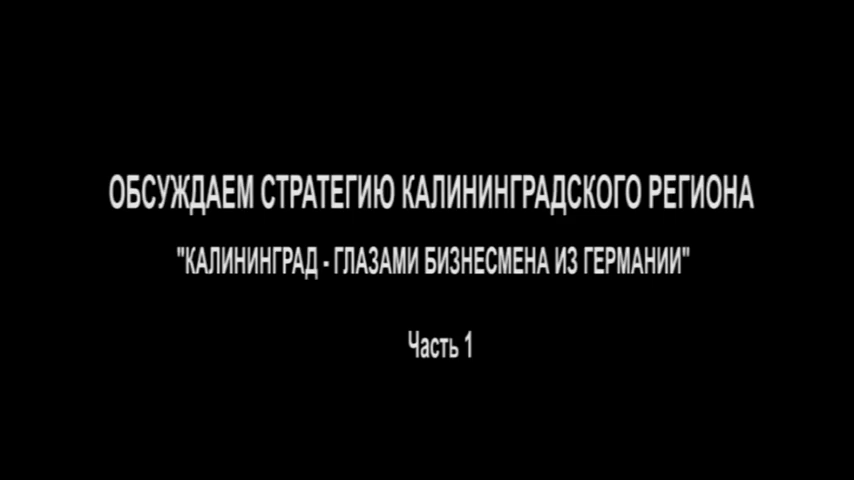 ОБСУЖДАЕМ СТРАТЕГИЮ КАЛИНИНГРАДСКОГО РЕГИОНА
"КАЛИНИНГРАД - ГЛАЗАМИ БИЗНЕСМЕНА ИЗ ГЕРМАНИИ"
Часть 1